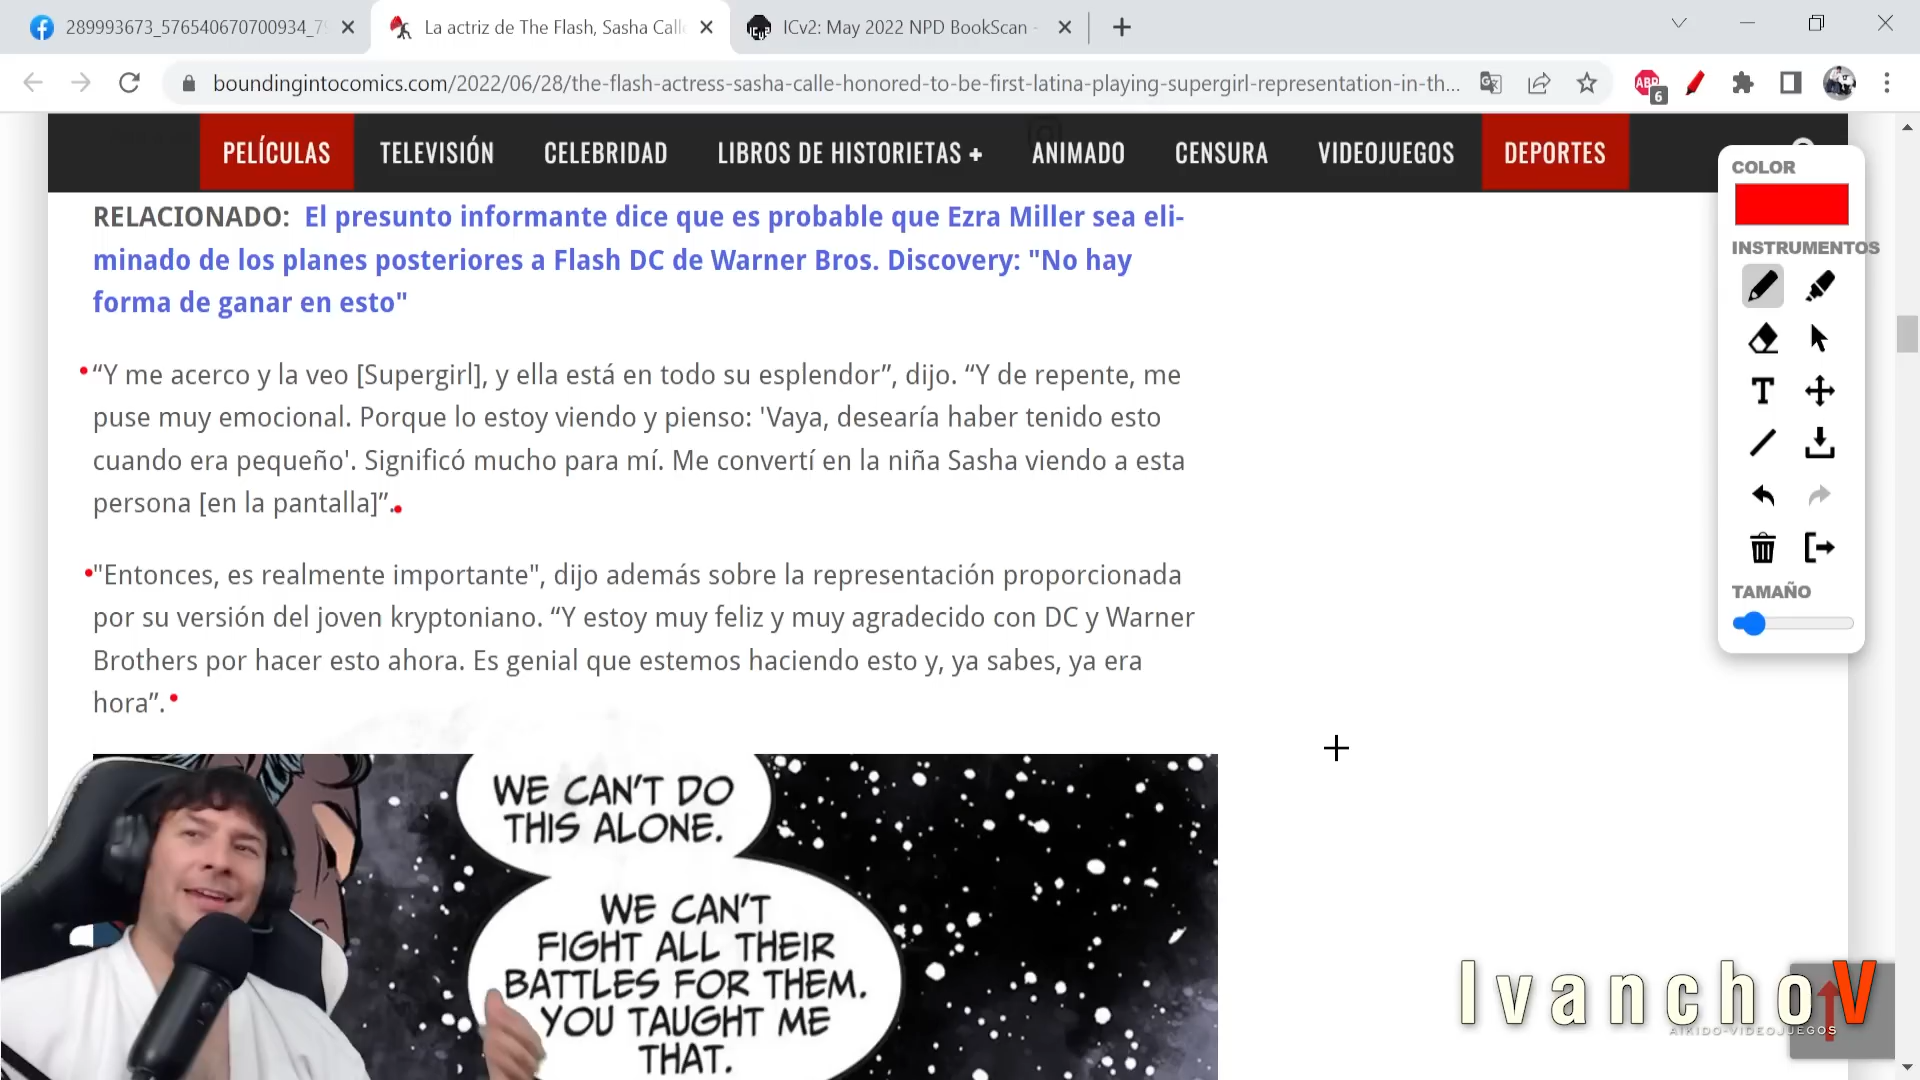 289993673_576540670700934_79
La actriz de The Flash, Sasha Calle
ICv2: May 2022 NPD BookScan -
boundingintocomics.com/2022/06/28/the-flash-actress-sasha-calle-honored-to-be-first-latina-playing-supergirl-representation-in-th...
ABP
6
PELÍCULAS TELEVISIÓN CELEBRIDAD LIBROS DE HISTORIETAS + ANIMADO CENSURA VIDEOJUEGOS DEPORTES
RELACIONADO: El presunto informante dice que es probable que Ezra Miller sea eli-
minado de los planes posteriores a Flash DC de Warner Bros. Discovery: "No hay
forma de ganar en esto"
“Y me acerco y la veo [Supergirl], y ella está en todo su esplendor”, dijo. “Y de repente, me
puse muy emocional. Porque lo estoy viendo y pienso: 'Vaya, desearía haber tenido esto
cuando era pequeño'. Significó mucho para mí. Me convertí en la niña Sasha viendo a esta
persona [en la pantalla]”.
"Entonces, es realmente importante", dijo además sobre la representación proporcionada
por su versión del joven kryptoniano. “Y estoy muy feliz y muy agradecido con DC y Warner
Brothers por hacer esto ahora. Es genial que estemos haciendo esto y, ya sabes, ya era
hora”.
WE CAN'T DO
THIS ALONE.
WE CAN'T
FIGHT ALL THEIR
BATTLES FOR THEM.
YOU TAUGHT ME
THAT.
COLOR
INSTRUMENTOS
T
TAMAÑO
IvanchoV
AIKIDO-VIDEOJUEGOS